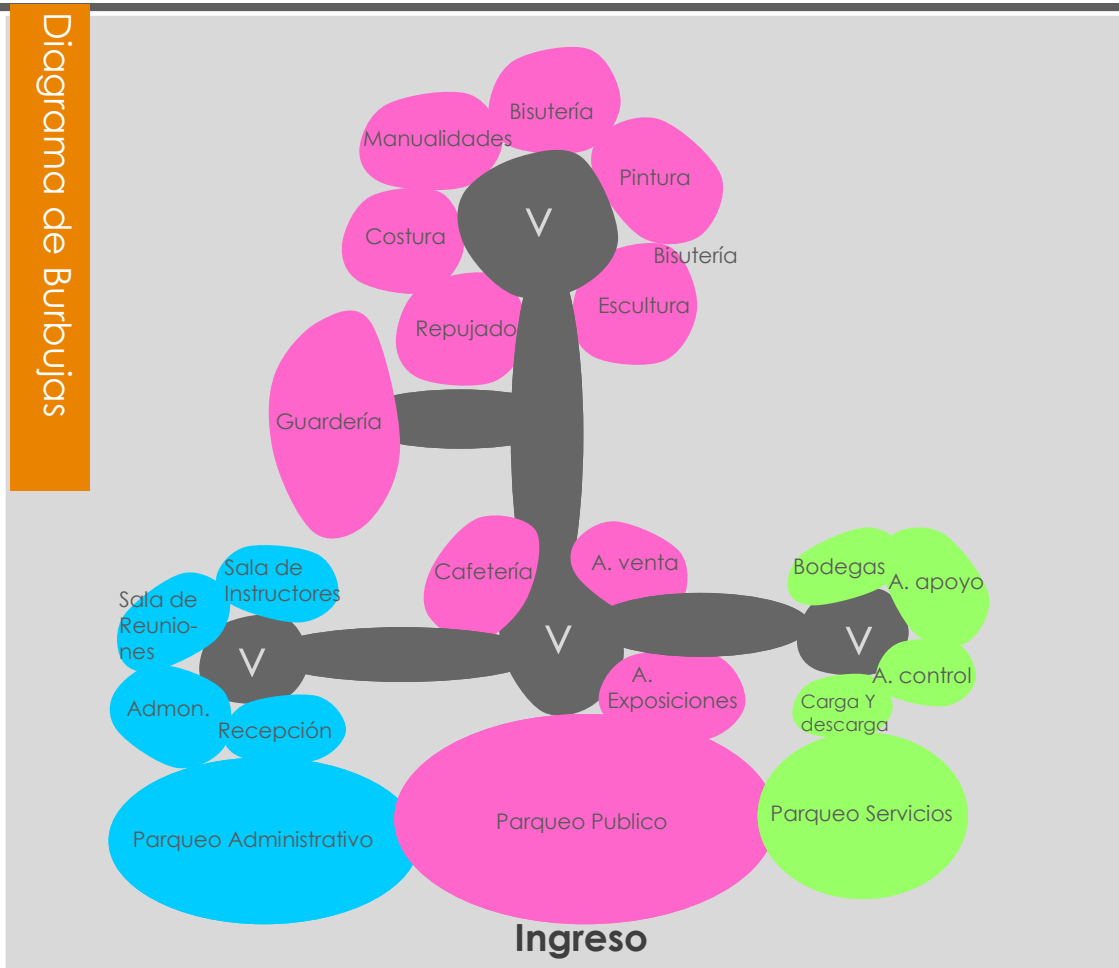 Diagrama de Burbujas
Bisutería
Manualidades
Pintura
V
Costura
Bisutería
Escultura
Repujado
Guardería
Cafetería
A. venta
Bodegas
A. apoyo
Sala de
Instructores
Sala de
Reunio-
nes
V
V
V
A. control
A.
Exposiciones
Carga Y
descarga
Admon.
Recepción
Parqueo Administrativo
Parqueo Publico
Parqueo Servicios
Ingreso